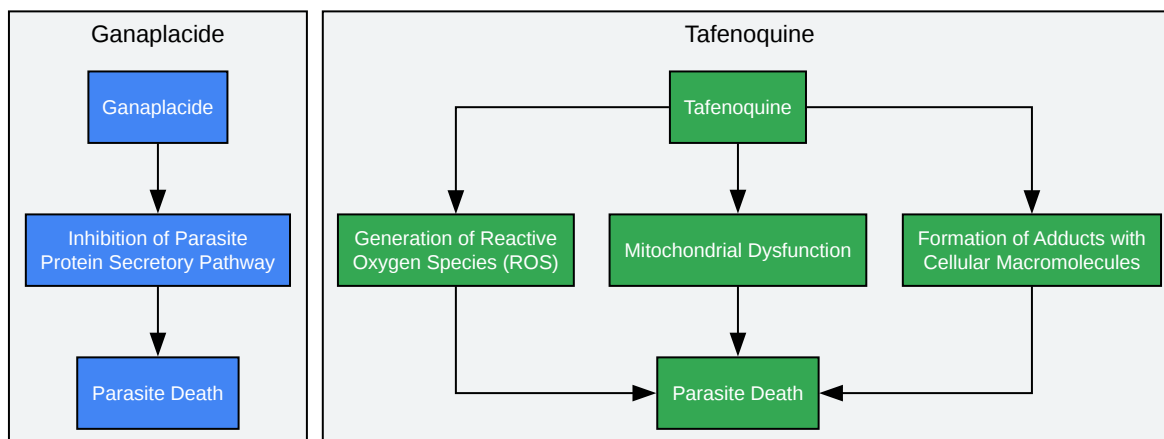 Ganaplacide
Ganaplacide
Inhibition of Parasite
Protein Secretory Pathway
Parasite Death
Tafenoquine
Tafenoquine
Generation of Reactive
Oxygen Species (ROS)
Mitochondrial Dysfunction
Formation of Adducts with
Cellular Macromolecules
Parasite Death